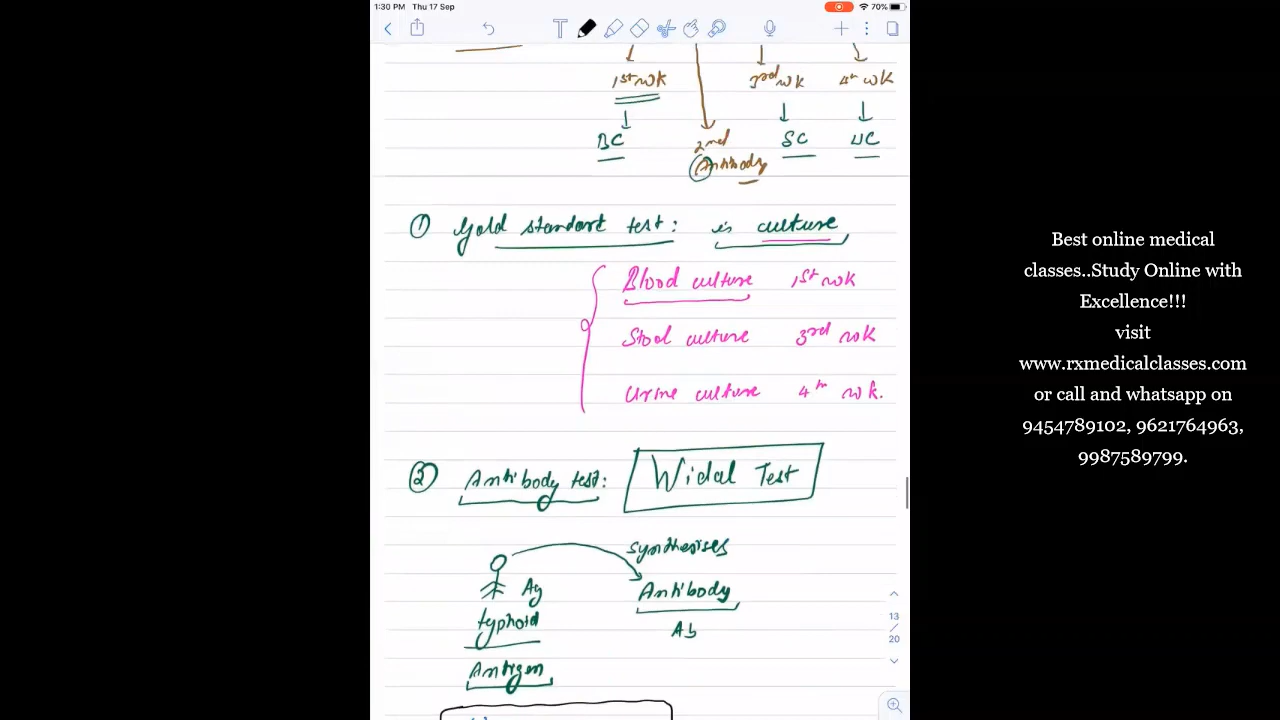 1:30 PM Thu 17 Sep
70%
1st wk 3rd wk 4th wk
BC 2nd SC UC
Antibody
① Gold standart test: is culture
Blood culture 1st wk
Stool culture 3rd wk
Urine culture 4th wk.
② Antibody test: Widal Test
synthesises
Ag Antibody
typhoid Ab
Antigen
13
/
20
Best online medical
classes..Study Online with
Excellence!!!
visit
www.rxmedicalclasses.com
or call and whatsapp on
9454789102, 9621764963,
9987589799.